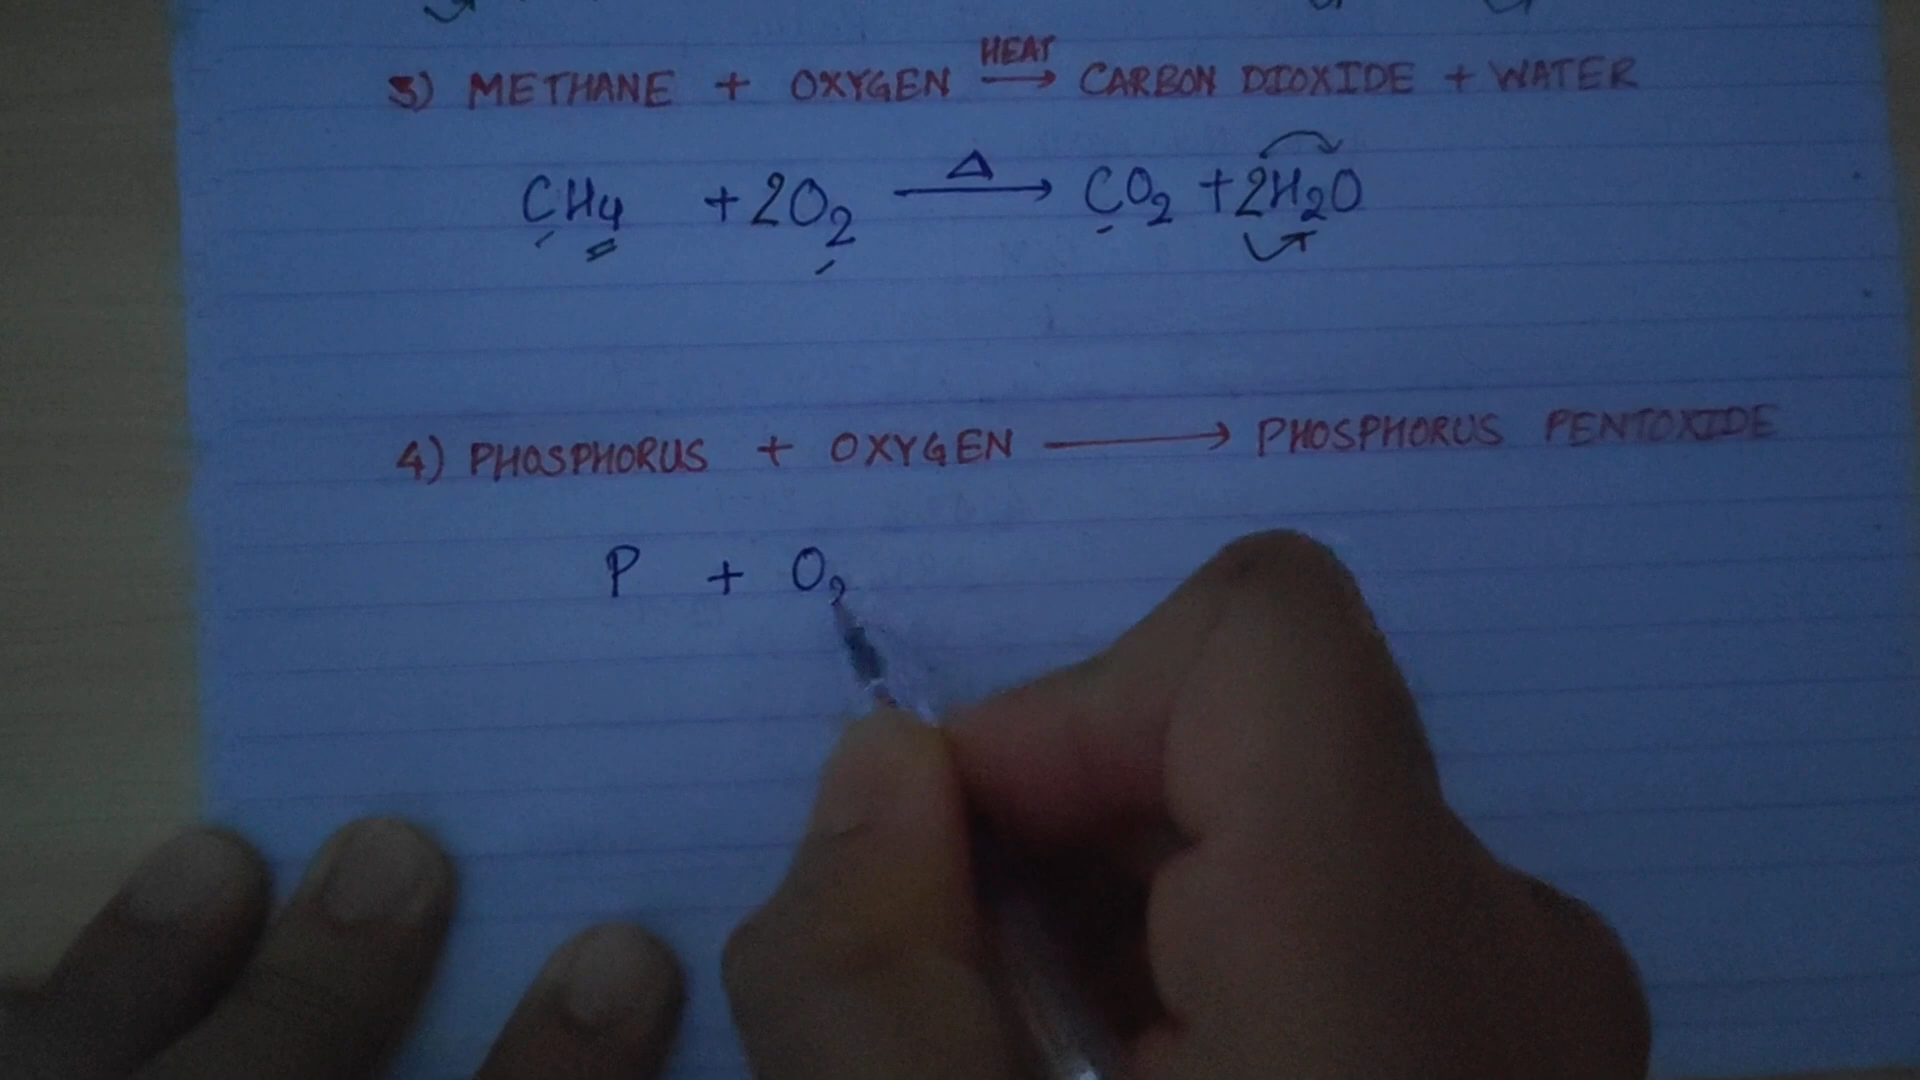 HEAT
3) METHANE + OXYGEN → CARBON DIOXIDE + WATER
Δ
CH₄ + 2O₂ → CO₂ + 2H₂O
4) PHOSPHORUS + OXYGEN → PHOSPHORUS PENTOXIDE
P + O₂